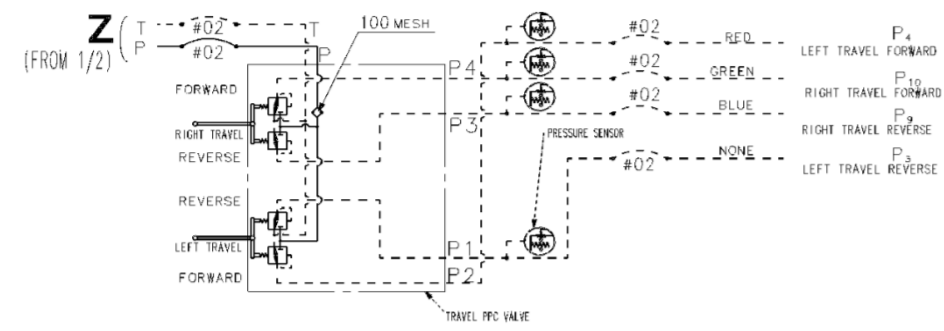 Z
(FROM 1/2)
T #02 T
P #02 P
100 MESH
FORWARD
RIGHT TRAVEL
REVERSE
REVERSE
LEFT TRAVEL
FORWARD
P4
P3
P1
P2
TRAVEL PPC VALVE
PRESSURE SENSOR
#02 RED P4
LEFT TRAVEL FORWARD
#02 GREEN P10
RIGHT TRAVEL FORWARD
#02 BLUE P9
RIGHT TRAVEL REVERSE
#02 NONE P3
LEFT TRAVEL REVERSE